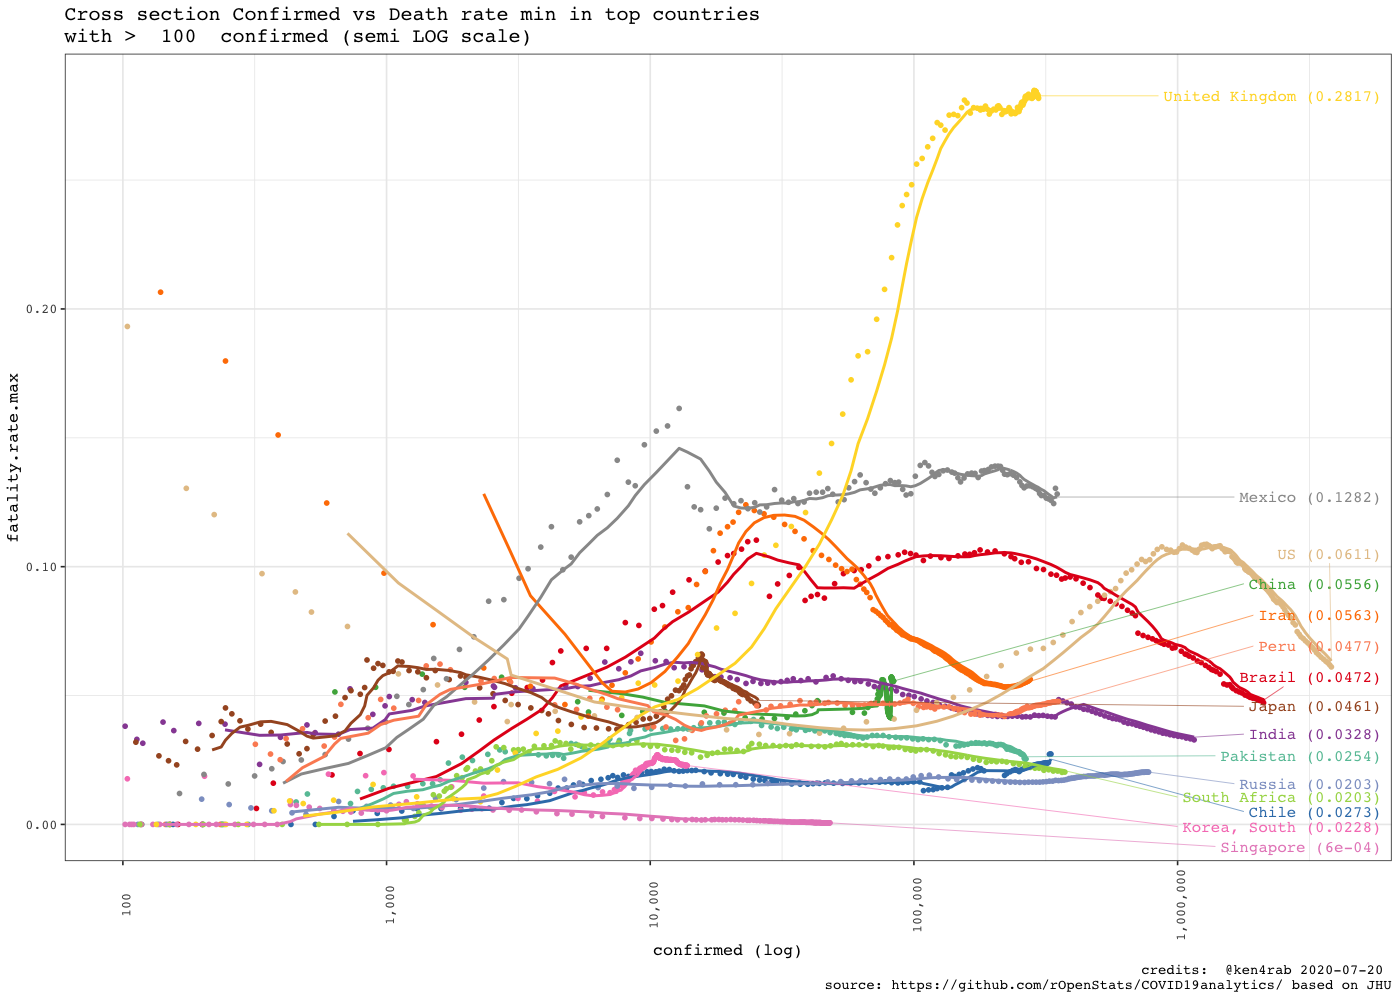 Cross section Confirmed vs Death rate min in top countries
with >  100  confirmed (semi LOG scale)
fatality.rate.max
0.20
0.10
0.00
United Kingdom (0.2817)
Mexico (0.1282)
US (0.0611)
China (0.0556)
Iran (0.0563)
Peru (0.0477)
Brazil (0.0472)
Japan (0.0461)
India (0.0328)
Pakistan (0.0254)
Russia (0.0203)
South Africa (0.0203)
Chile (0.0273)
Korea, South (0.0228)
Singapore (6e-04)
100
1,000
10,000
100,000
1,000,000
confirmed (log)
credits:  @ken4rab 2020-07-20
source: https://github.com/rOpenStats/COVID19analytics/ based on JHU